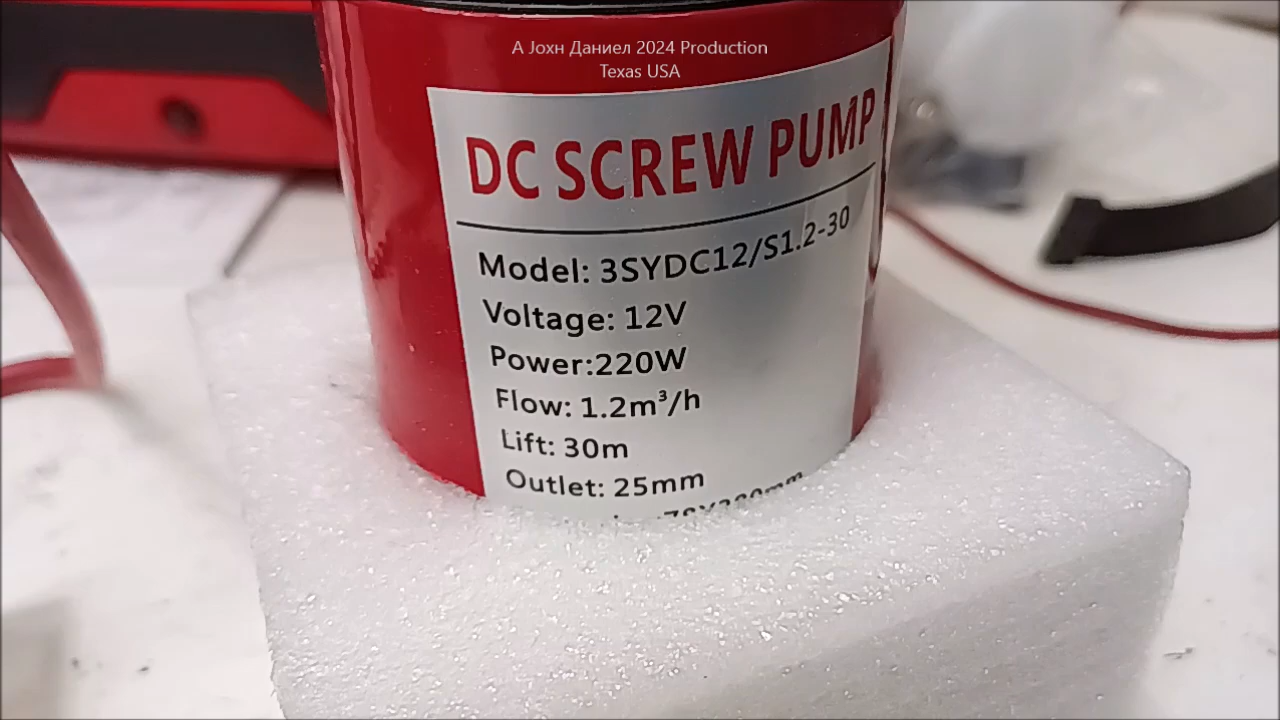 А Јохн Даниел 2024 Production
Texas USA
DC SCREW PUMP
Model: 3SYDC12/S1.2-30
Voltage: 12V
Power:220W
Flow: 1.2m³/h
Lift: 30m
Outlet: 25mm